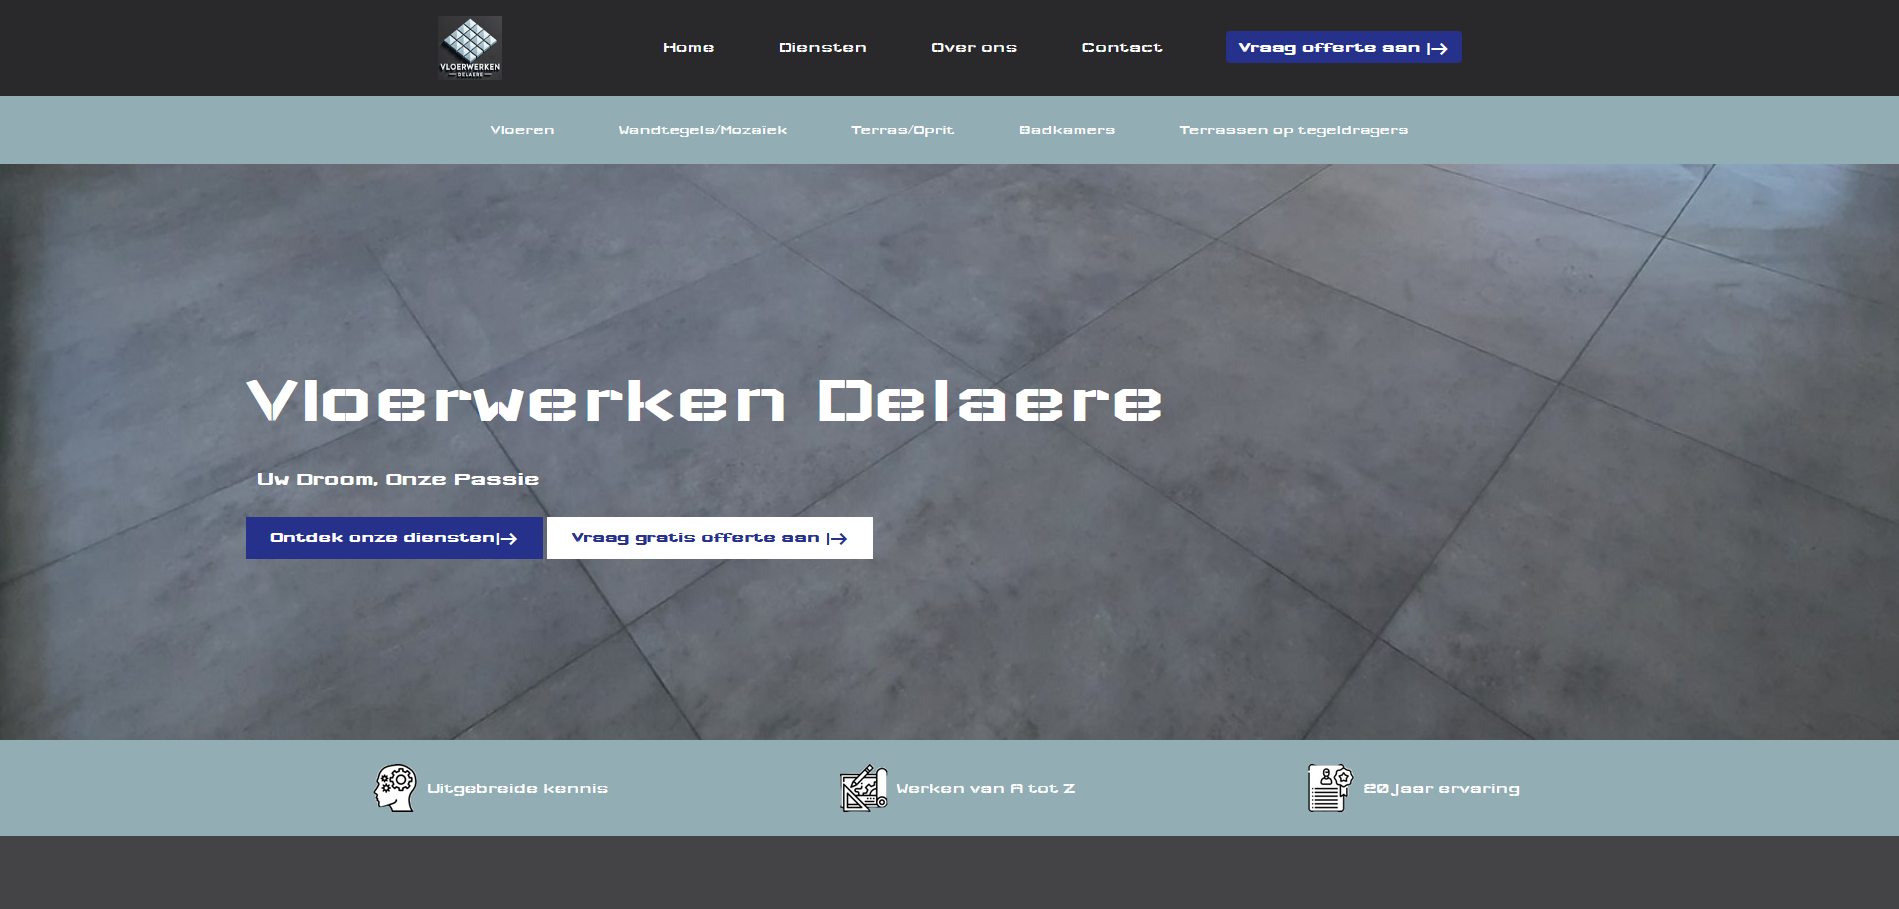 VLOERWERKEN
DELAERE
Home Diensten Over ons Contact Vraag offerte aan
Vloeren Wandtegels/Mozaïek Terras/Oprit Badkamers Terrassen op tegeldragers
Vloerwerken Delaere
Uw Droom, Onze Passie
Ontdek onze diensten Vraag gratis offerte aan
Uitgebreide kennis Werken van A tot Z 20 jaar ervaring